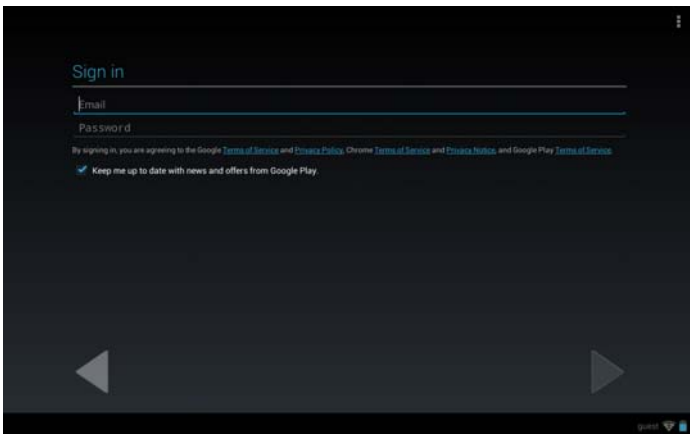 Sign in
Email
Password
By signing in, you are agreeing to the Google Terms of Service and Privacy Policy, Chrome Terms of Service and Privacy Notice, and Google Play Terms of Service.
Keep me up to date with news and offers from Google Play.
guest